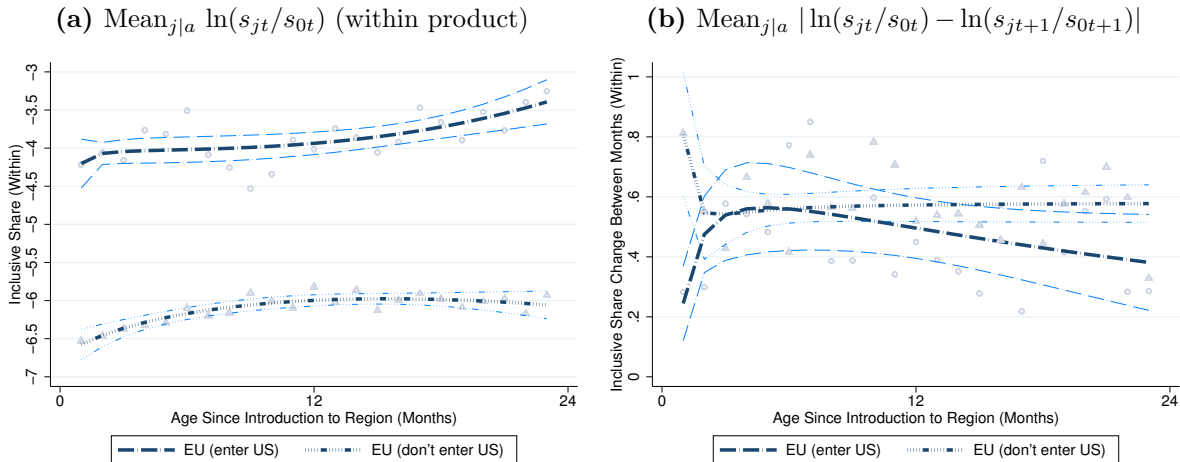 (a) Mean_{j|a} ln(s_{jt}/s_{0t}) (within product)
Inclusive Share (Within)
-3
-3.5
-4
-4.5
-5
-5.5
-6
-6.5
-7
0
12
24
Age Since Introduction to Region (Months)
EU (enter US)
EU (don't enter US)
(b) Mean_{j|a} | ln(s_{jt}/s_{0t}) − ln(s_{jt+1}/s_{0t+1})|
Inclusive Share Change Between Months (Within)
1
.8
.6
.4
.2
0
0
12
24
Age Since Introduction to Region (Months)
EU (enter US)
EU (don't enter US)